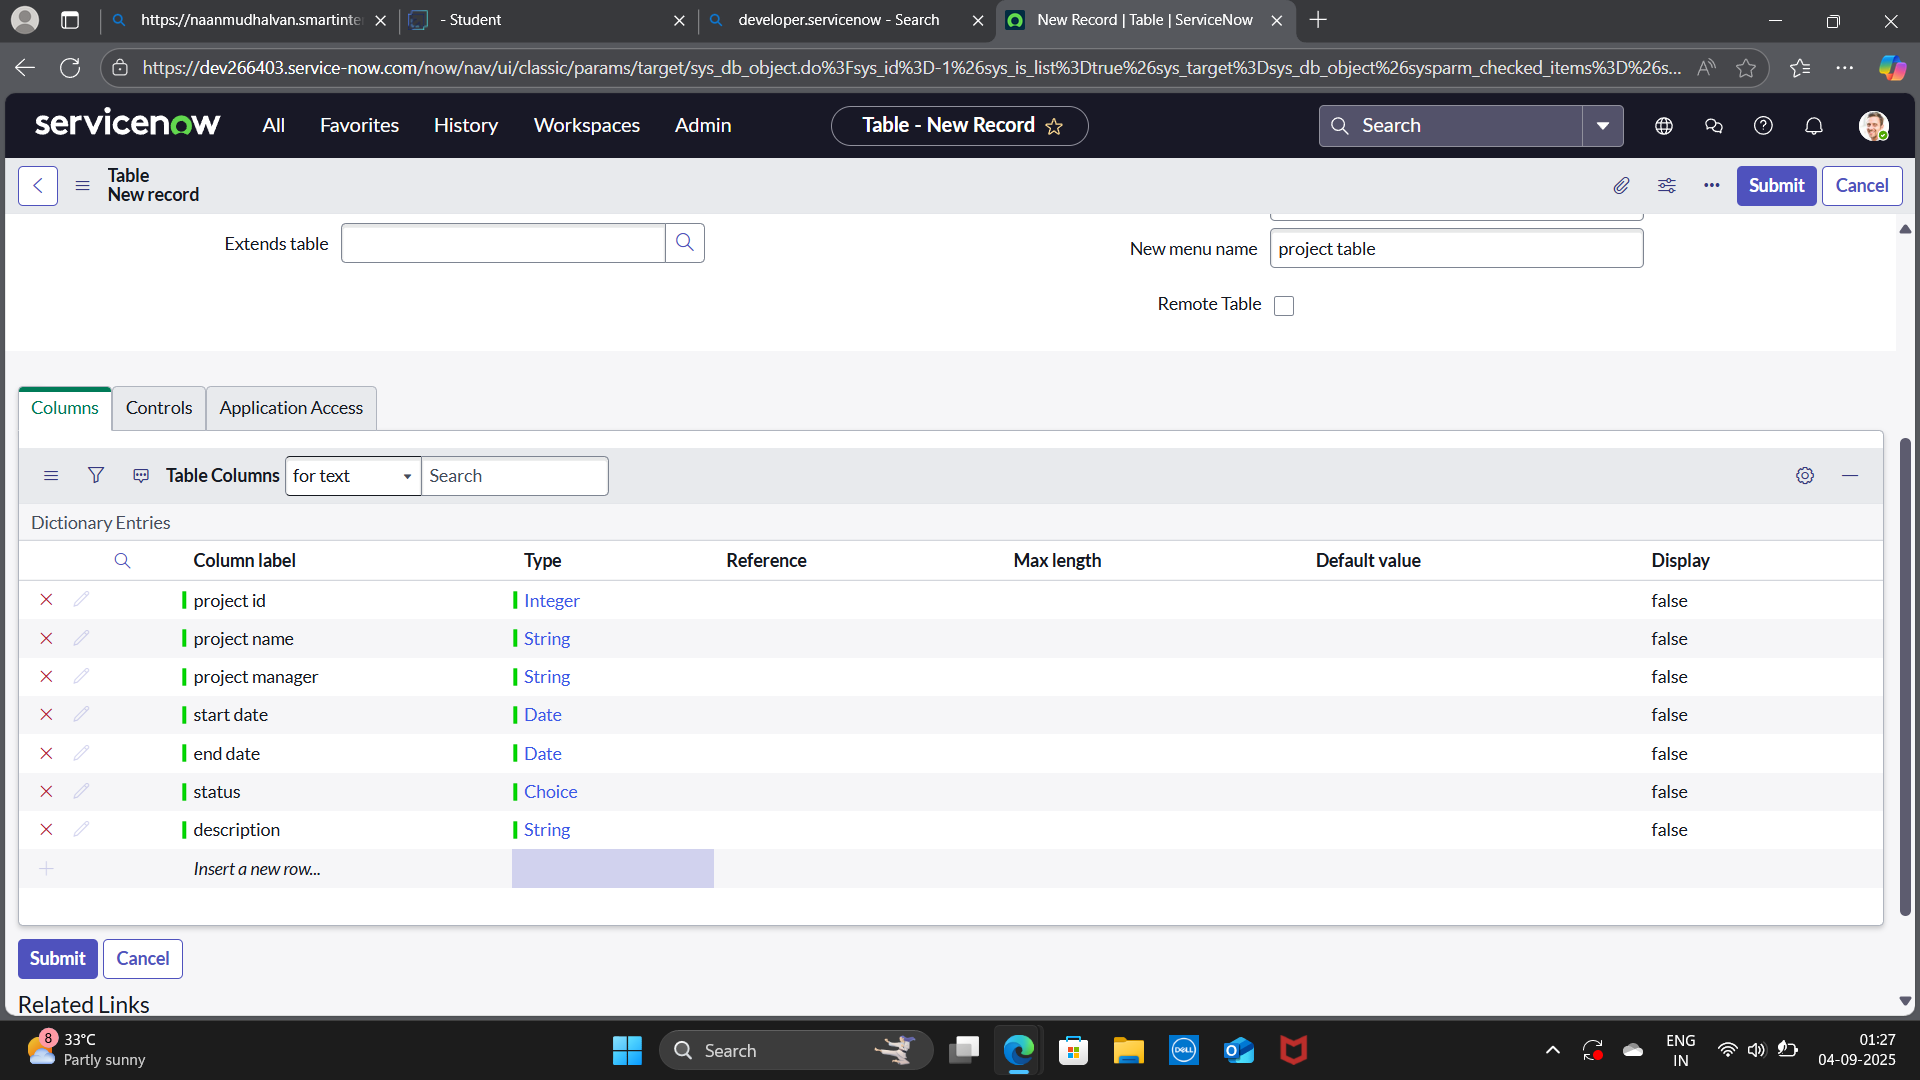 https://naanmudhalvan.smartinte
- Student
developer.servicenow - Search
New Record | Table | ServiceNow
https://dev266403.service-now.com/now/nav/ui/classic/params/target/sys_db_object.do%3Fsys_id%3D-1%26sys_is_list%3Dtrue%26sys_target%3Dsys_db_object%26sysparm_checked_items%3D%26s...
servicenow
All Favorites History Workspaces Admin
Table - New Record
Search
Table
New record
Submit Cancel
Extends table
New menu name project table
Remote Table
Columns Controls Application Access
Table Columns for text Search
Dictionary Entries
Column label Type Reference Max length Default value Display
project id Integer false
project name String false
project manager String false
start date Date false
end date Date false
status Choice false
description String false
Insert a new row...
Submit Cancel
Related Links
8
33°C
Partly sunny
Search
DELL
ENG
IN
01:27
04-09-2025